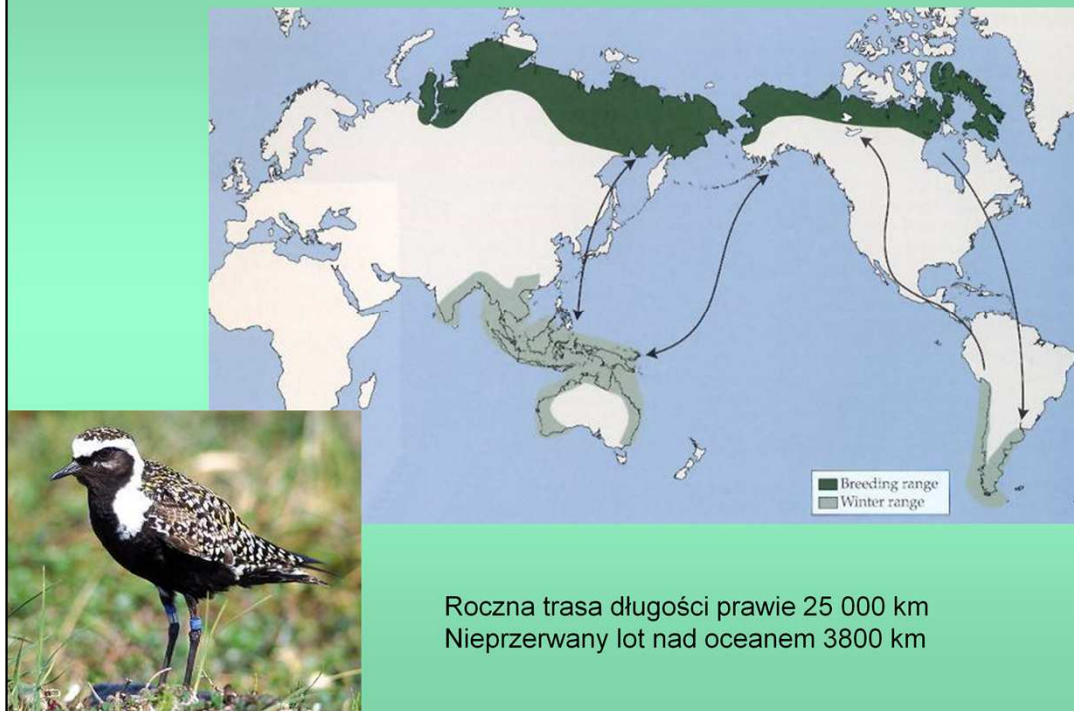 Breeding range
Winter range
Roczna trasa długości prawie 25 000 km
Nieprzerwany lot nad oceanem 3800 km